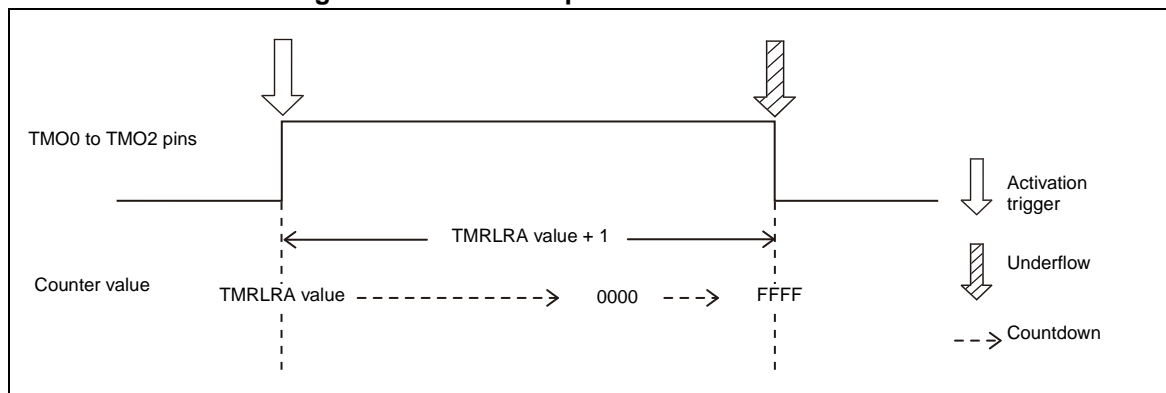 TMO0 to TMO2 pins
Activation
trigger
TMRLRA value + 1
Underflow
Counter value
TMRLRA value
0000
FFFF
Countdown